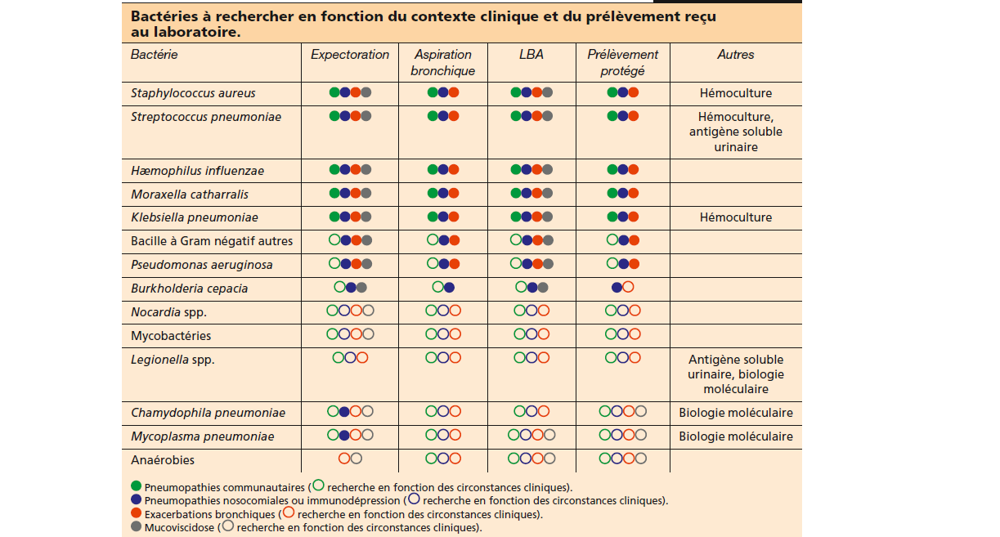 Bactéries à rechercher en fonction du contexte clinique et du prélèvement reçu
au laboratoire.
Bactérie Expectoration Aspiration bronchique LBA Prélèvement protégé Autres
Staphylococcus aureus Hémoculture
Streptococcus pneumoniae Hémoculture,
antigène soluble
urinaire
Hæmophilus influenzae
Moraxella catharralis
Klebsiella pneumoniae Hémoculture
Bacille à Gram négatif autres
Pseudomonas aeruginosa
Burkholderia cepacia
Nocardia spp.
Mycobactéries
Legionella spp. Antigène soluble
urinaire, biologie
moléculaire
Chamydophila pneumoniae Biologie moléculaire
Mycoplasma pneumoniae Biologie moléculaire
Anaérobies
Pneumopathies communautaires ( recherche en fonction des circonstances cliniques).
Pneumopathies nosocomiales ou immunodépression ( recherche en fonction des circonstances cliniques).
Exacerbations bronchiques ( recherche en fonction des circonstances cliniques).
Mucoviscidose ( recherche en fonction des circonstances cliniques).